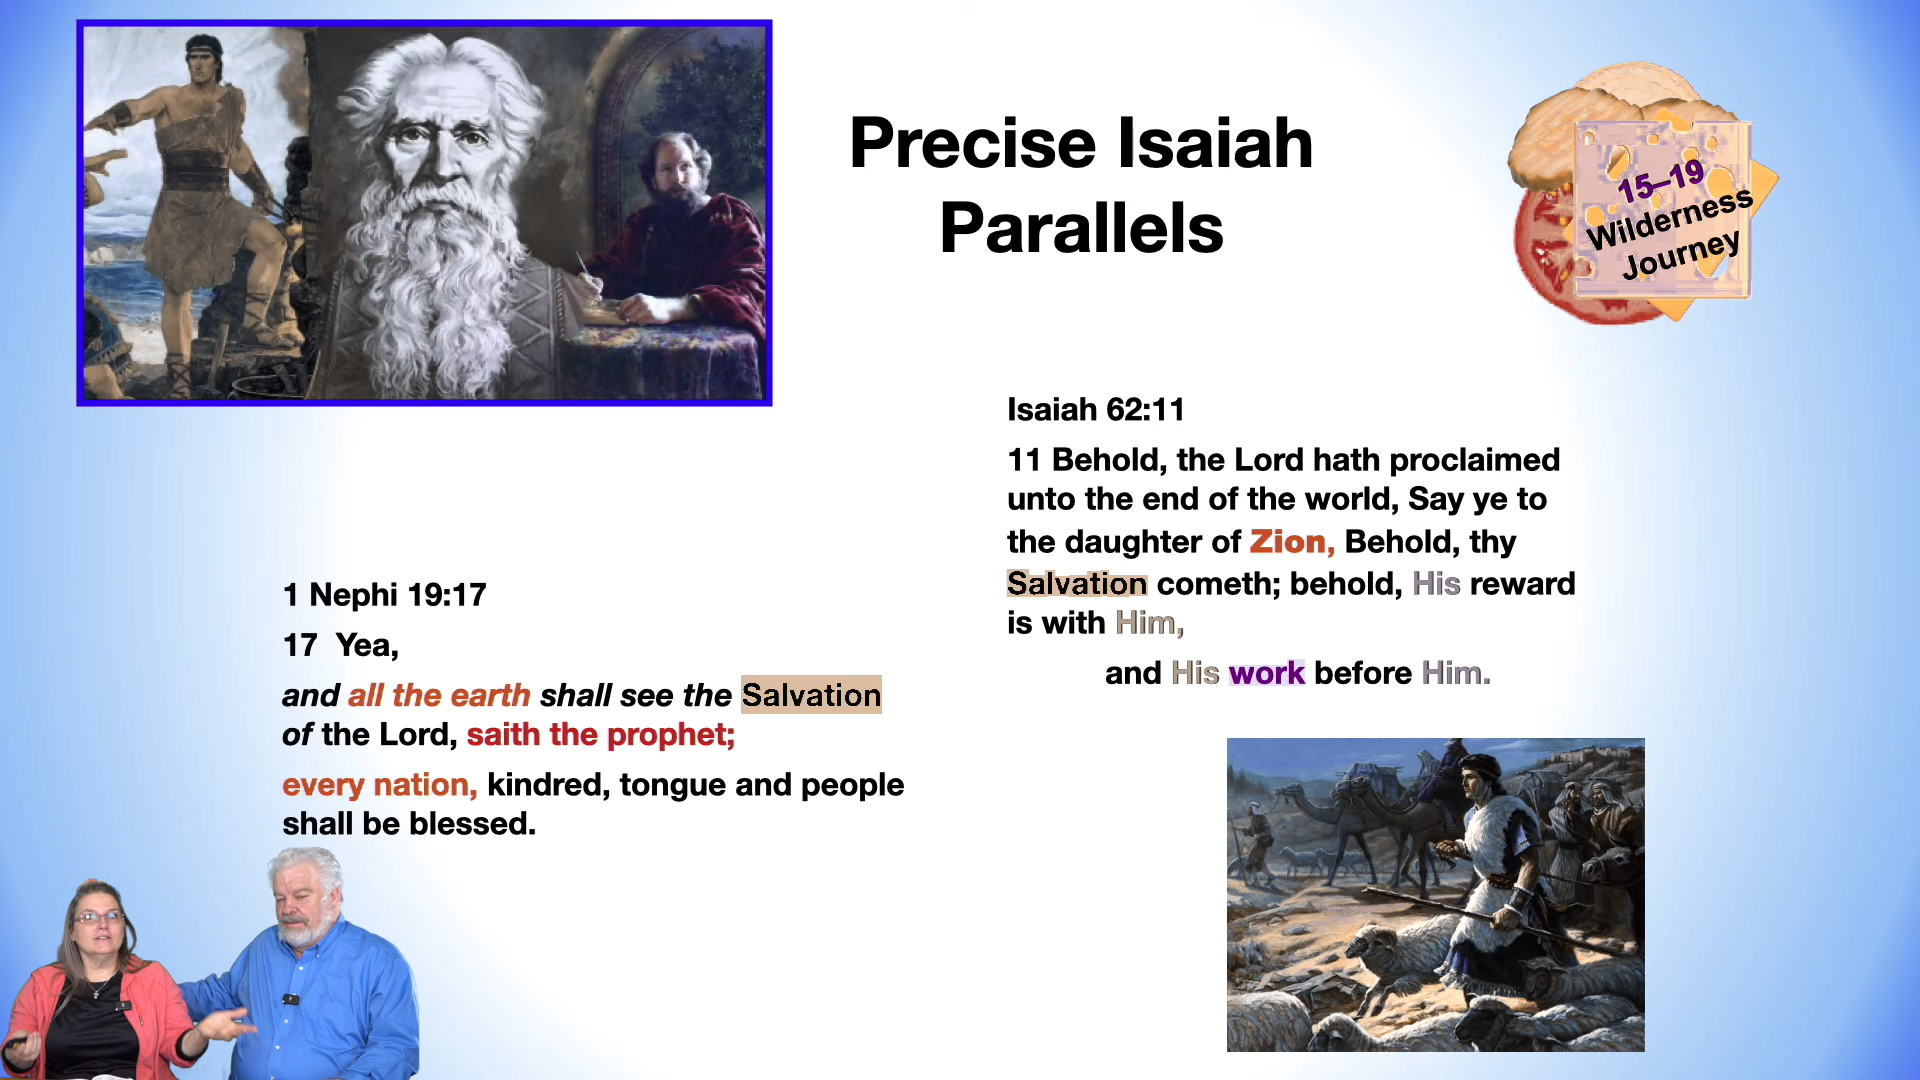 Precise Isaiah
Parallels
15–19
Wilderness
Journey
Isaiah 62:11
11 Behold, the Lord hath proclaimed
unto the end of the world, Say ye to
the daughter of Zion, Behold, thy
Salvation cometh; behold, His reward
is with Him,
and His work before Him.
1 Nephi 19:17
17 Yea,
and all the earth shall see the Salvation
of the Lord, saith the prophet;
every nation, kindred, tongue and people
shall be blessed.